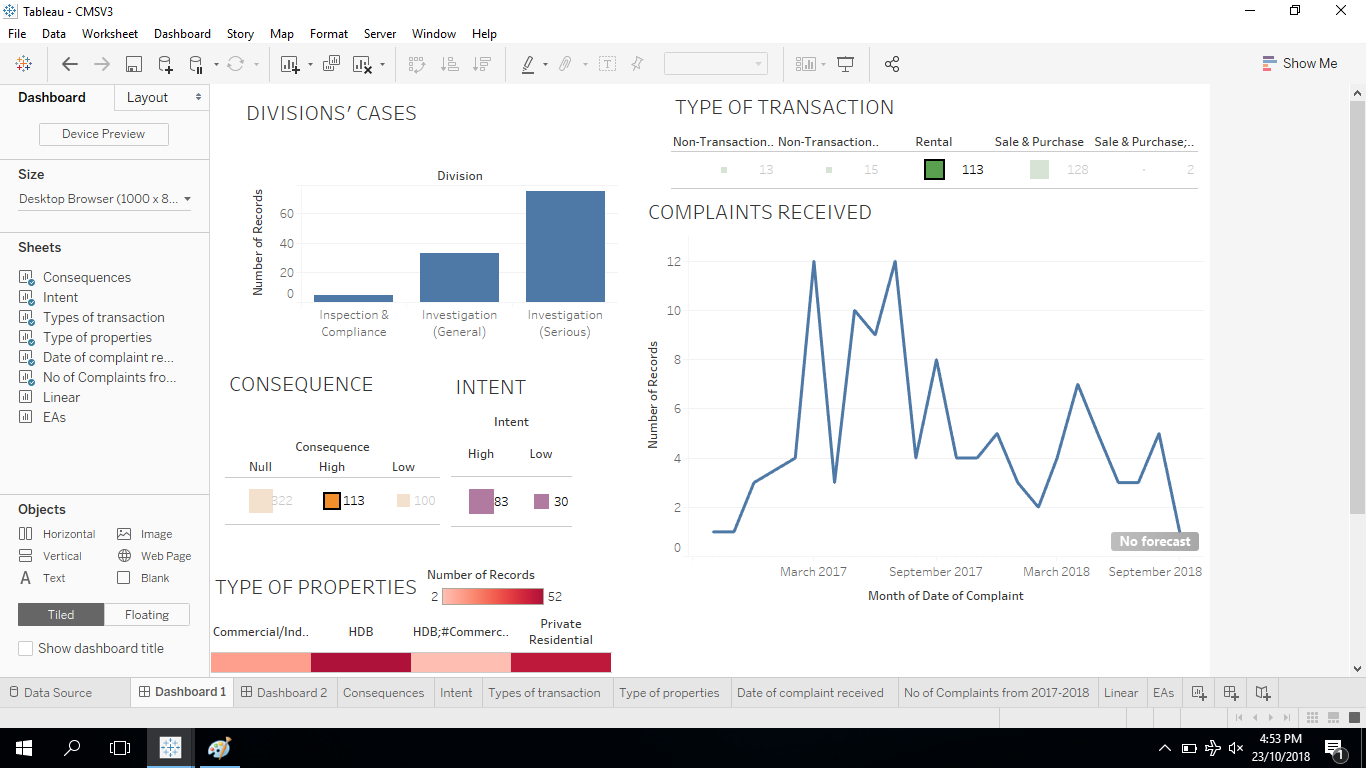 Tableau - CMSV3
File Data Worksheet Dashboard Story Map Format Server Window Help
Show Me
Dashboard Layout
Device Preview
Size
Desktop Browser (1000 x 8...
Sheets
Consequences
Intent
Types of transaction
Type of properties
Date of complaint re...
No of Complaints fro...
Linear
EAs
Objects
Horizontal Image
Vertical Web Page
A Text Blank
Tiled Floating
Show dashboard title
DIVISIONS' CASES
Division
Number of Records
60
40
20
0
Inspection & Compliance
Investigation (General)
Investigation (Serious)
TYPE OF TRANSACTION
Non-Transaction.. Non-Transaction.. Rental Sale & Purchase Sale & Purchase;..
13 15 113 128 2
COMPLAINTS RECEIVED
Number of Records
12
10
8
6
4
2
0
No forecast
March 2017 September 2017 March 2018 September 2018
Month of Date of Complaint
CONSEQUENCE
Consequence
Null High Low
322 113 100
INTENT
Intent
High Low
83 30
TYPE OF PROPERTIES
Number of Records
2 52
Commercial/Ind.. HDB HDB;#Commerc.. Private Residential
Data Source Dashboard 1 Dashboard 2 Consequences Intent Types of transaction Type of properties Date of complaint received No of Complaints from 2017-2018 Linear EAs
4:53 PM
23/10/2018
1